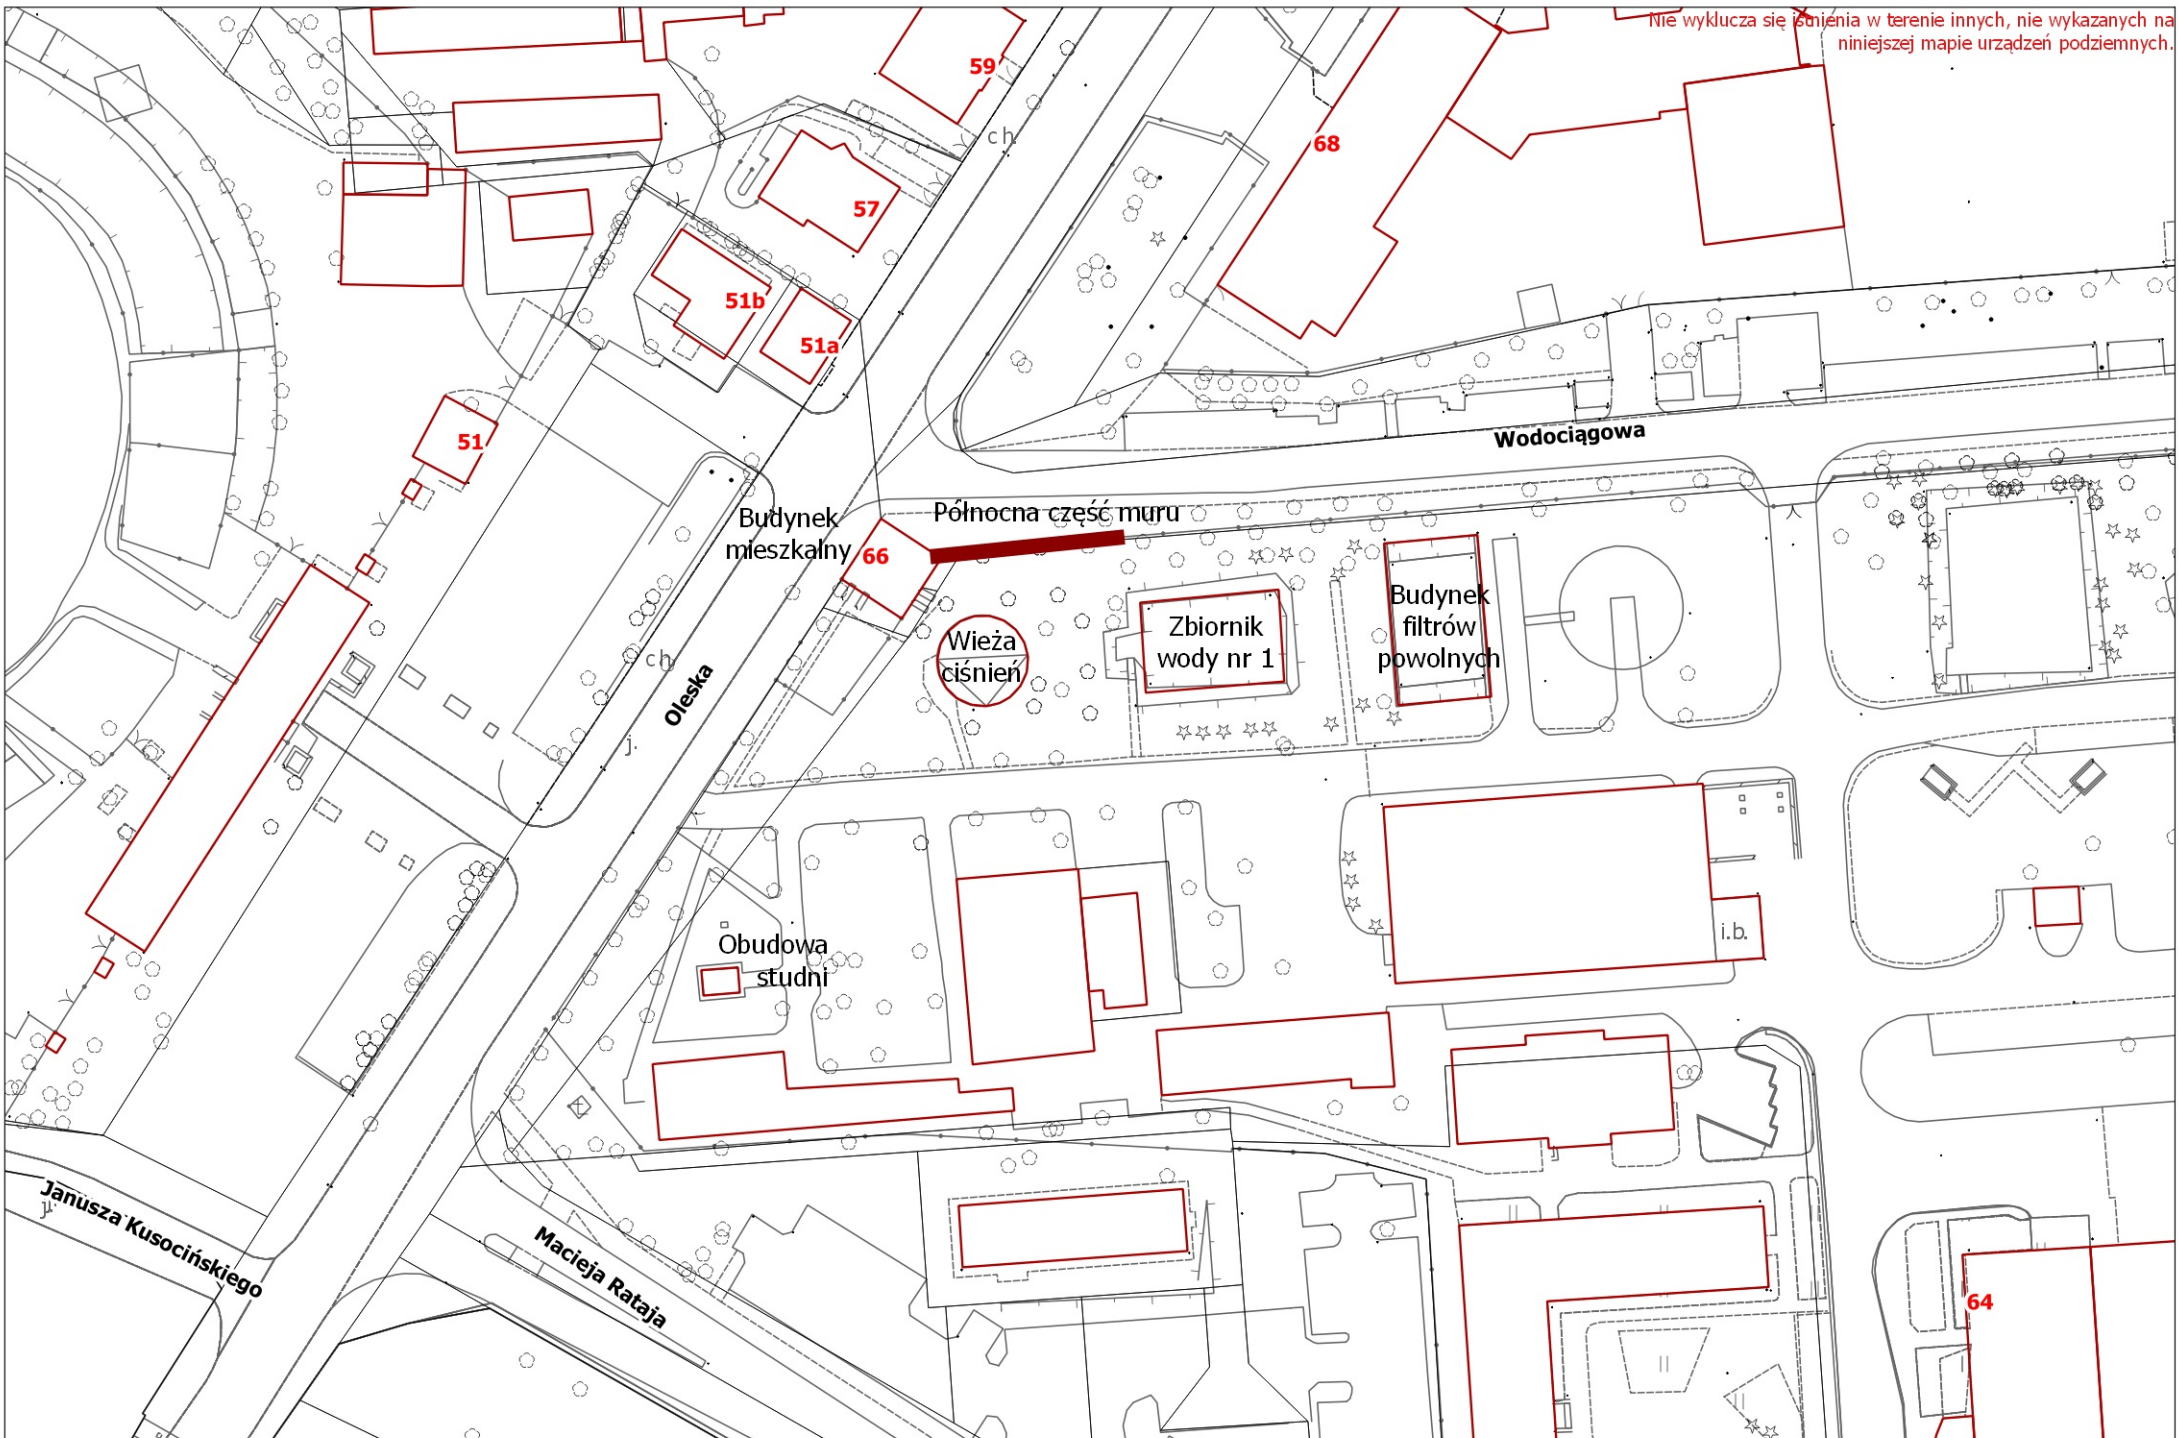 Nie wyklucza się istnienia w terenie innych, nie wykazanych na
niniejszej mapie urządzeń podziemnych.
59
ch.
68
57
51b
51a
51
Wodociągowa
Budynek
mieszkalny
66
Północna część muru
Wieża
ciśnień
Zbiornik
wody nr 1
Budynek
filtrów
powolnych
ch.
Oleska
j.
Obudowa
studni
i.b.
Janusza Kusocińskiego
j.
Macieja Rataja
64